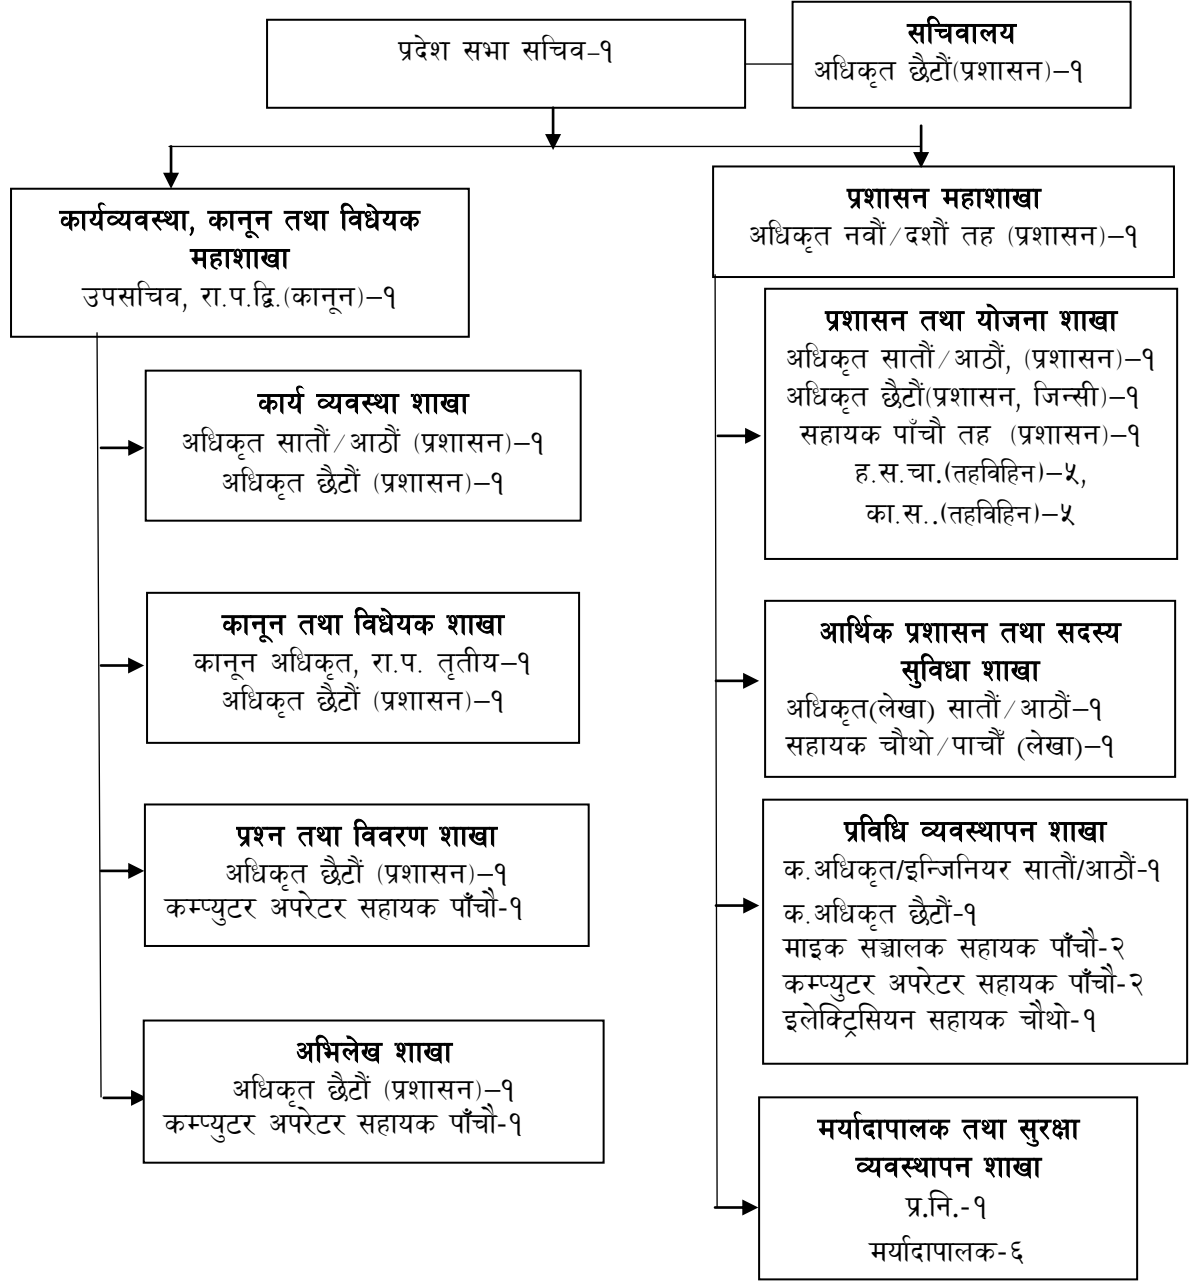 प्रदेश सभा सचिव–१
सचिवालय
अधिकृत छैटौं(प्रशासन)–१
कार्यव्यवस्था, कानून तथा विधेयक
महाशाखा
उपसचिव, रा.प.द्वि.(कानून)–१
कार्य व्यवस्था शाखा
अधिकृत सातौं/आठौं (प्रशासन)–१
अधिकृत छैटौं (प्रशासन)–१
कानून तथा विधेयक शाखा
कानून अधिकृत, रा.प. तृतीय–१
अधिकृत छैटौं (प्रशासन)–१
प्रश्न तथा विवरण शाखा
अधिकृत छैटौं (प्रशासन)–१
कम्प्युटर अपरेटर सहायक पाँचौ-१
अभिलेख शाखा
अधिकृत छैटौं (प्रशासन)–१
कम्प्युटर अपरेटर सहायक पाँचौ-१
प्रशासन महाशाखा
अधिकृत नवौं/दशौं तह (प्रशासन)–१
प्रशासन तथा योजना शाखा
अधिकृत सातौं/आठौं, (प्रशासन)–१
अधिकृत छैटौं(प्रशासन, जिन्सी)–१
सहायक पाँचौ तह (प्रशासन)–१
ह.स.चा.(तहविहिन)–५,
का.स..(तहविहिन)–५
आर्थिक प्रशासन तथा सदस्य
सुविधा शाखा
अधिकृत(लेखा) सातौं/आठौं–१
सहायक चौथो/पाचौँ (लेखा)–१
प्रविधि व्यवस्थापन शाखा
क.अधिकृत/इन्जिनियर सातौं/आठौं-१
क.अधिकृत छैटौं-१
माइक सञ्चालक सहायक पाँचौ-२
कम्प्युटर अपरेटर सहायक पाँचौ-२
इलेक्ट्रिसियन सहायक चौथो-१
मर्यादापालक तथा सुरक्षा
व्यवस्थापन शाखा
प्र.नि.-१
मर्यादापालक-६